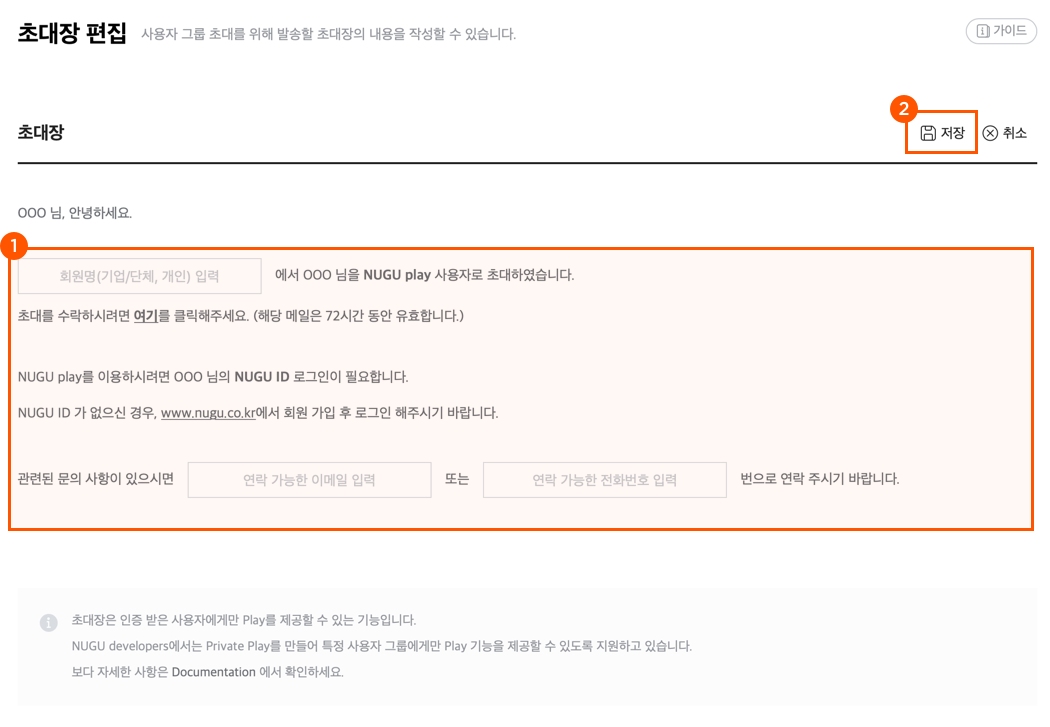 초대장 편집 사용자 그룹 초대를 위해 발송할 초대장의 내용을 작성할 수 있습니다. 가이드
초대장 2 저장 취소
OOO 님, 안녕하세요.
1
회원명(기업/단체, 개인) 입력 에서 OOO 님을 NUGU play 사용자로 초대하였습니다.
초대를 수락하시려면 여기를 클릭해주세요. (해당 메일은 72시간 동안 유효합니다.)
NUGU play를 이용하시려면 OOO 님의 NUGU ID 로그인이 필요합니다.
NUGU ID 가 없으신 경우, www.nugu.co.kr에서 회원 가입 후 로그인 해주시기 바랍니다.
관련된 문의 사항이 있으시면 연락 가능한 이메일 입력 또는 연락 가능한 전화번호 입력 번으로 연락 주시기 바랍니다.
초대장은 인증 받은 사용자에게만 Play를 제공할 수 있는 기능입니다.
NUGU developers에서는 Private Play를 만들어 특정 사용자 그룹에게만 Play 기능을 제공할 수 있도록 지원하고 있습니다.
보다 자세한 사항은 Documentation 에서 확인하세요.